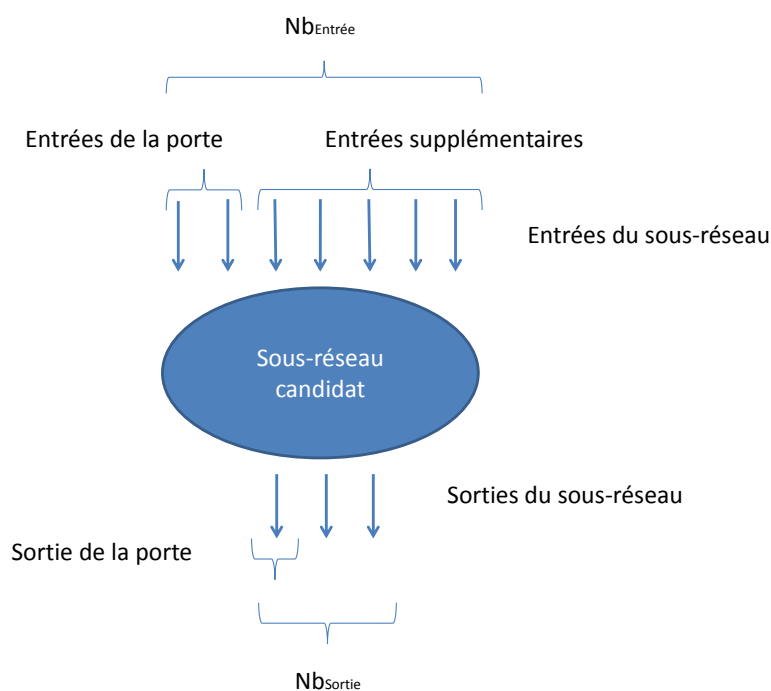 NbEntrée
Entrées de la porte
Entrées supplémentaires
Entrées du sous-réseau
Sous-réseau
candidat
Sorties du sous-réseau
Sortie de la porte
NbSortie